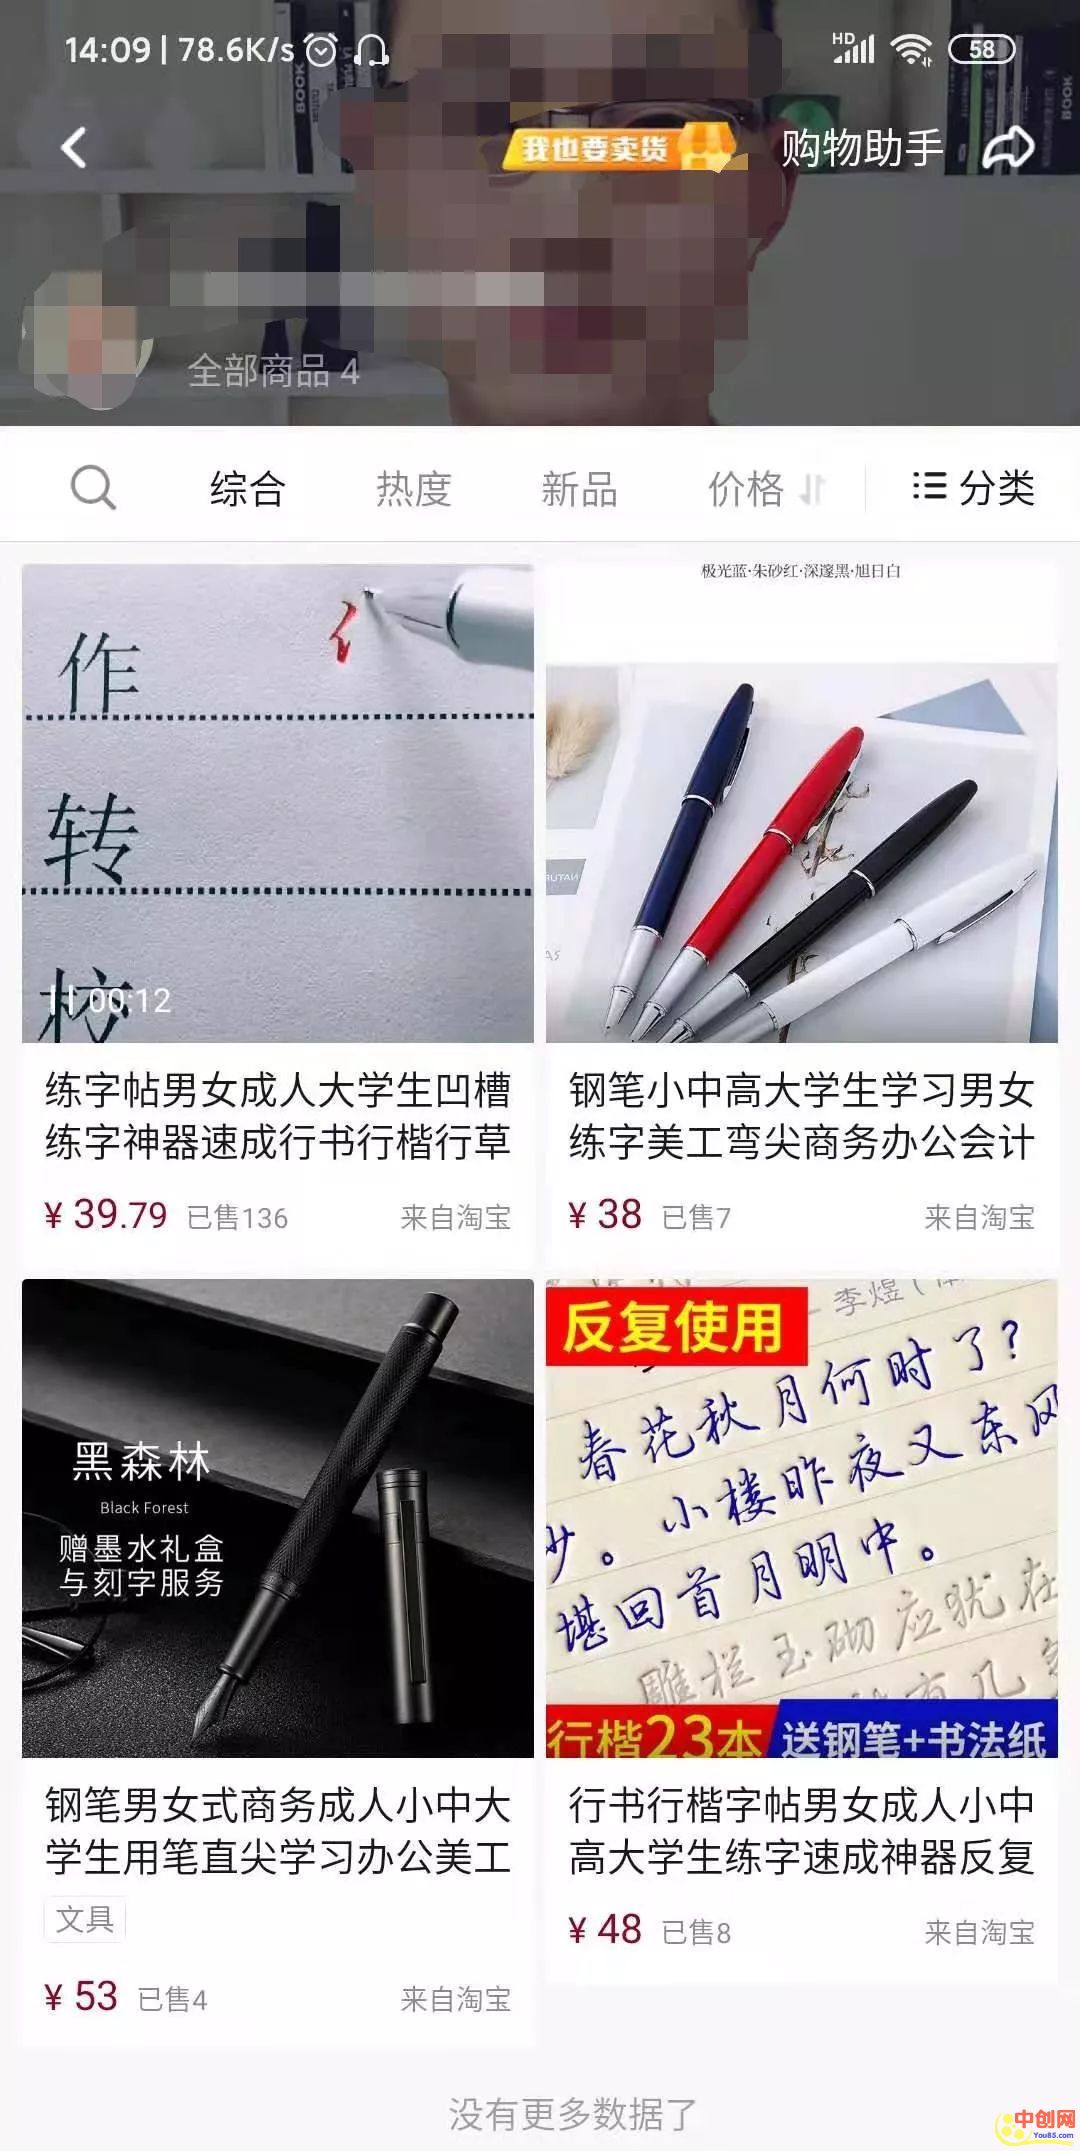 14:09 | 78.6K/s
HD
58
我也要卖货
购物助手
BOOK
BOOK
全部商品 4
综合
热度
新品
价格
分类
极光蓝·朱砂红·深邃黑·旭日白
作
转
校
00:12
练字帖男女成人大学生凹槽
练字神器速成行书行楷行草
¥ 39.79 已售136 来自淘宝
钢笔小中高大学生学习男女
练字美工弯尖商务办公会计
¥ 38 已售7 来自淘宝
黑森林
Black Forest
赠墨水礼盒
与刻字服务
钢笔男女式商务成人小中大
学生用笔直尖学习办公美工
文具
¥ 53 已售4 来自淘宝
李煜
反复使用
春花秋月何时了？
小楼昨夜又东风
少。
堪回首月明中。
雕栏玉砌应犹在
行楷23本
送钢笔+书法纸
行书行楷字帖男女成人小中
高大学生练字速成神器反复
¥ 48 已售8 来自淘宝
没有更多数据了
中创网
You85.com